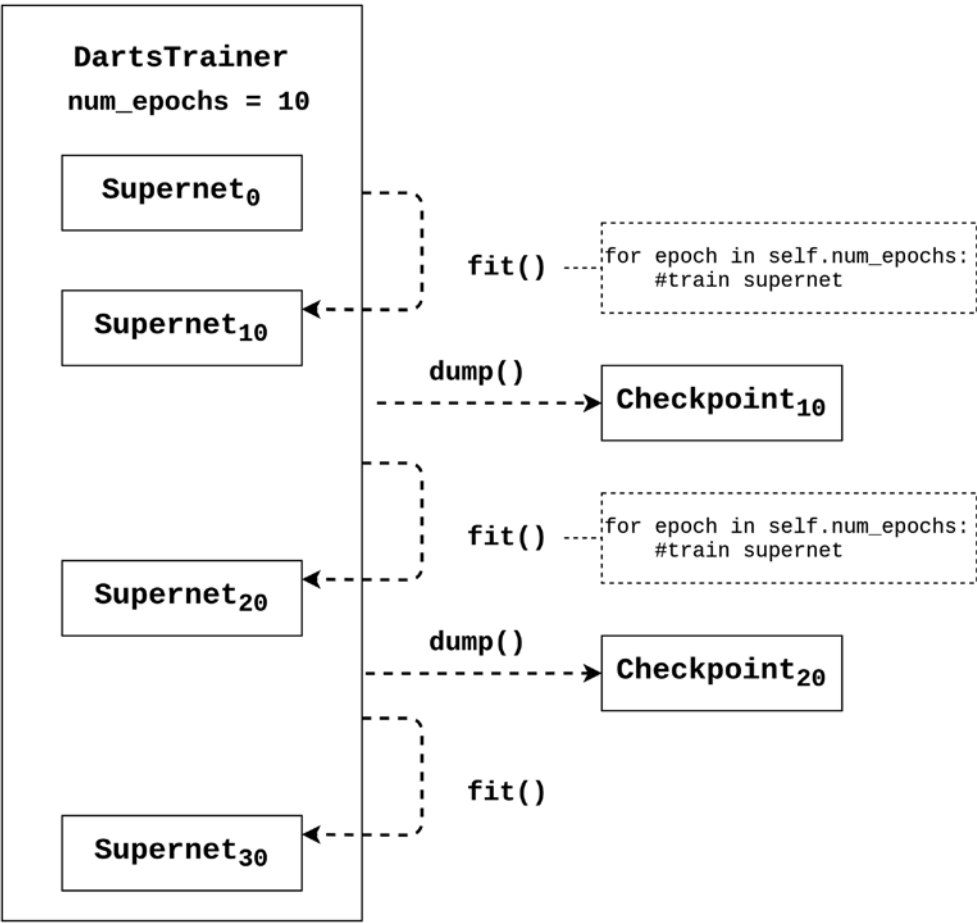 DartsTrainer
num_epochs = 10
Supernet₀
fit()
for epoch in self.num_epochs:
    #train supernet
Supernet₁₀
dump()
Checkpoint₁₀
fit()
for epoch in self.num_epochs:
    #train supernet
Supernet₂₀
dump()
Checkpoint₂₀
fit()
Supernet₃₀